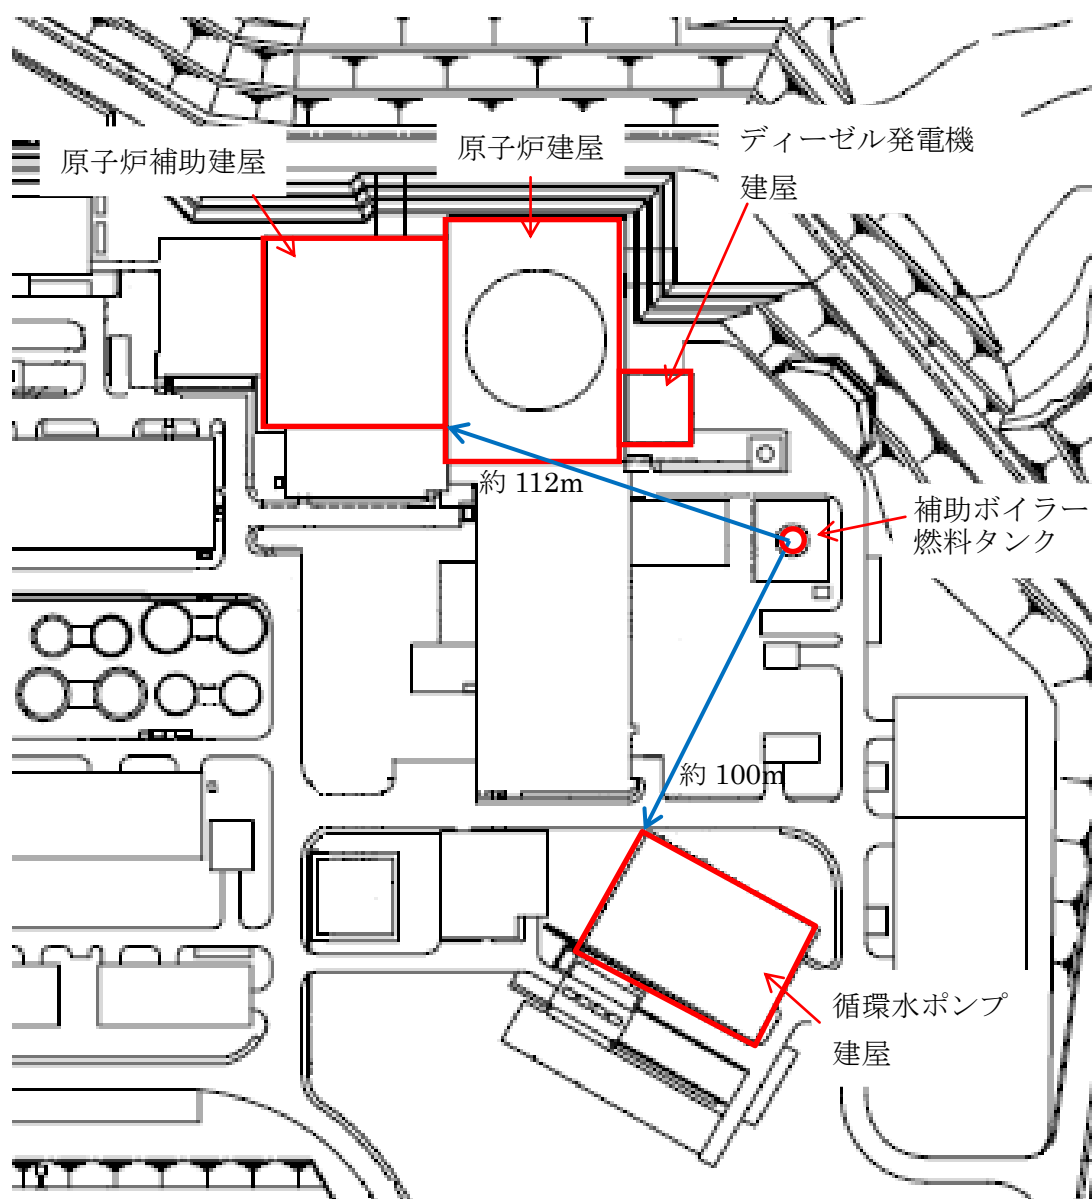 原子炉補助建屋
原子炉建屋
ディーゼル発電機
建屋
約 112m
補助ボイラー
燃料タンク
約 100m
循環水ポンプ
建屋